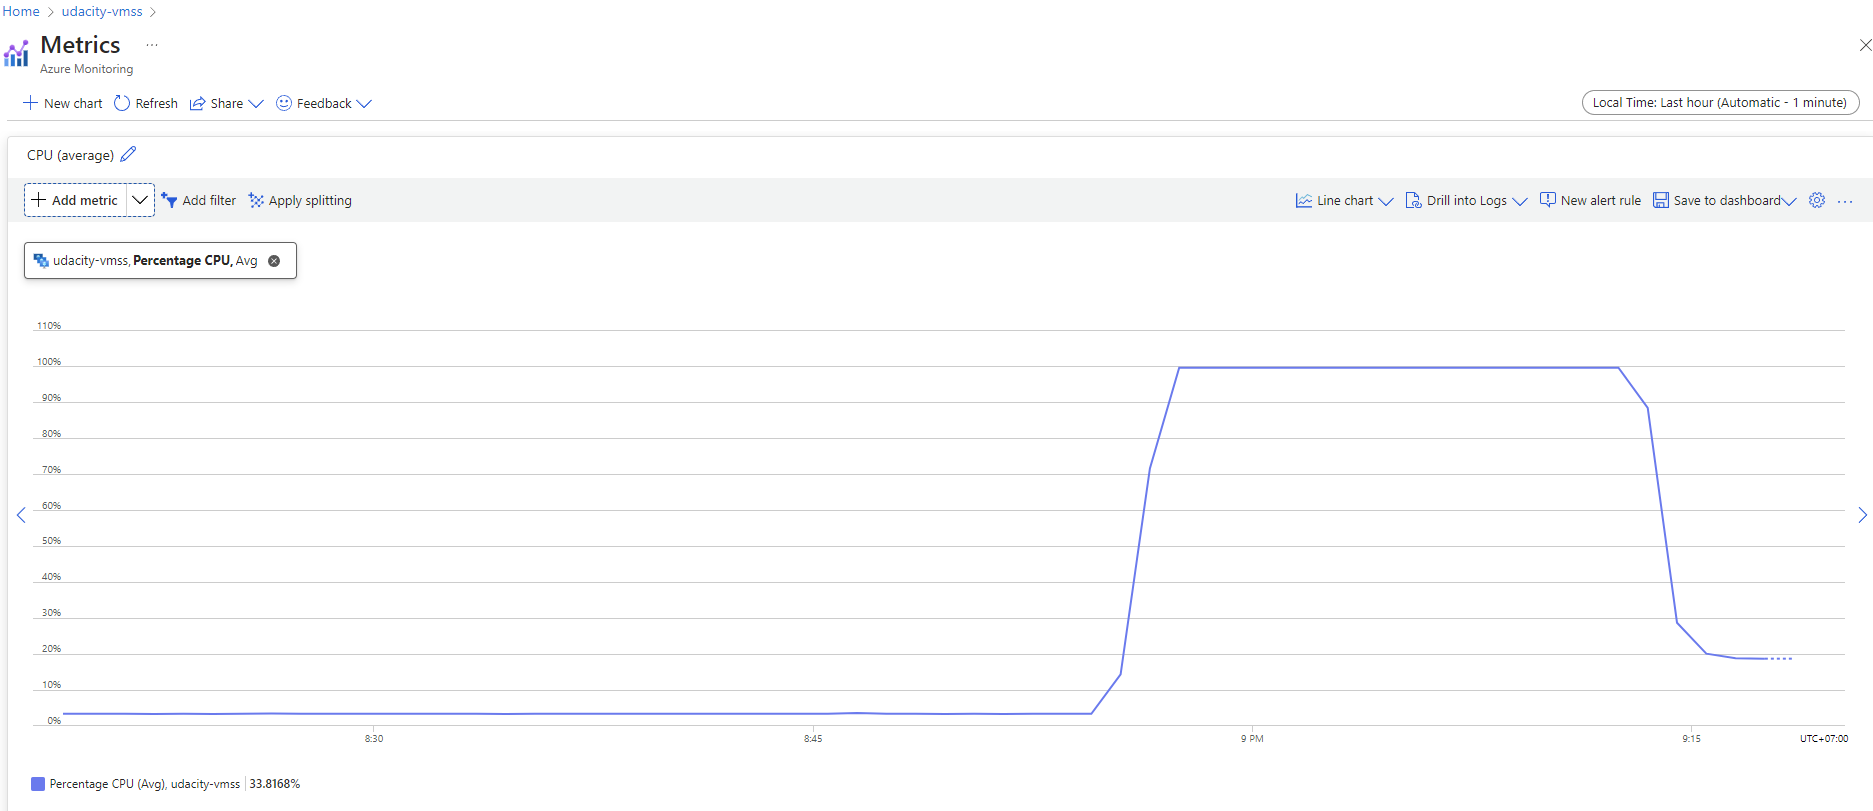 Home > udacity-vmss >
Metrics ...
Azure Monitoring
New chart Refresh Share Feedback
Local Time: Last hour (Automatic - 1 minute)
CPU (average)
Add metric Add filter Apply splitting Line chart Drill into Logs New alert rule Save to dashboard ...
udacity-vmss, Percentage CPU, Avg
110%
100%
90%
80%
70%
60%
50%
40%
30%
20%
10%
0%
8:30 8:45 9 PM 9:15 UTC+07:00
Percentage CPU (Avg), udacity-vmss | 33.8168%